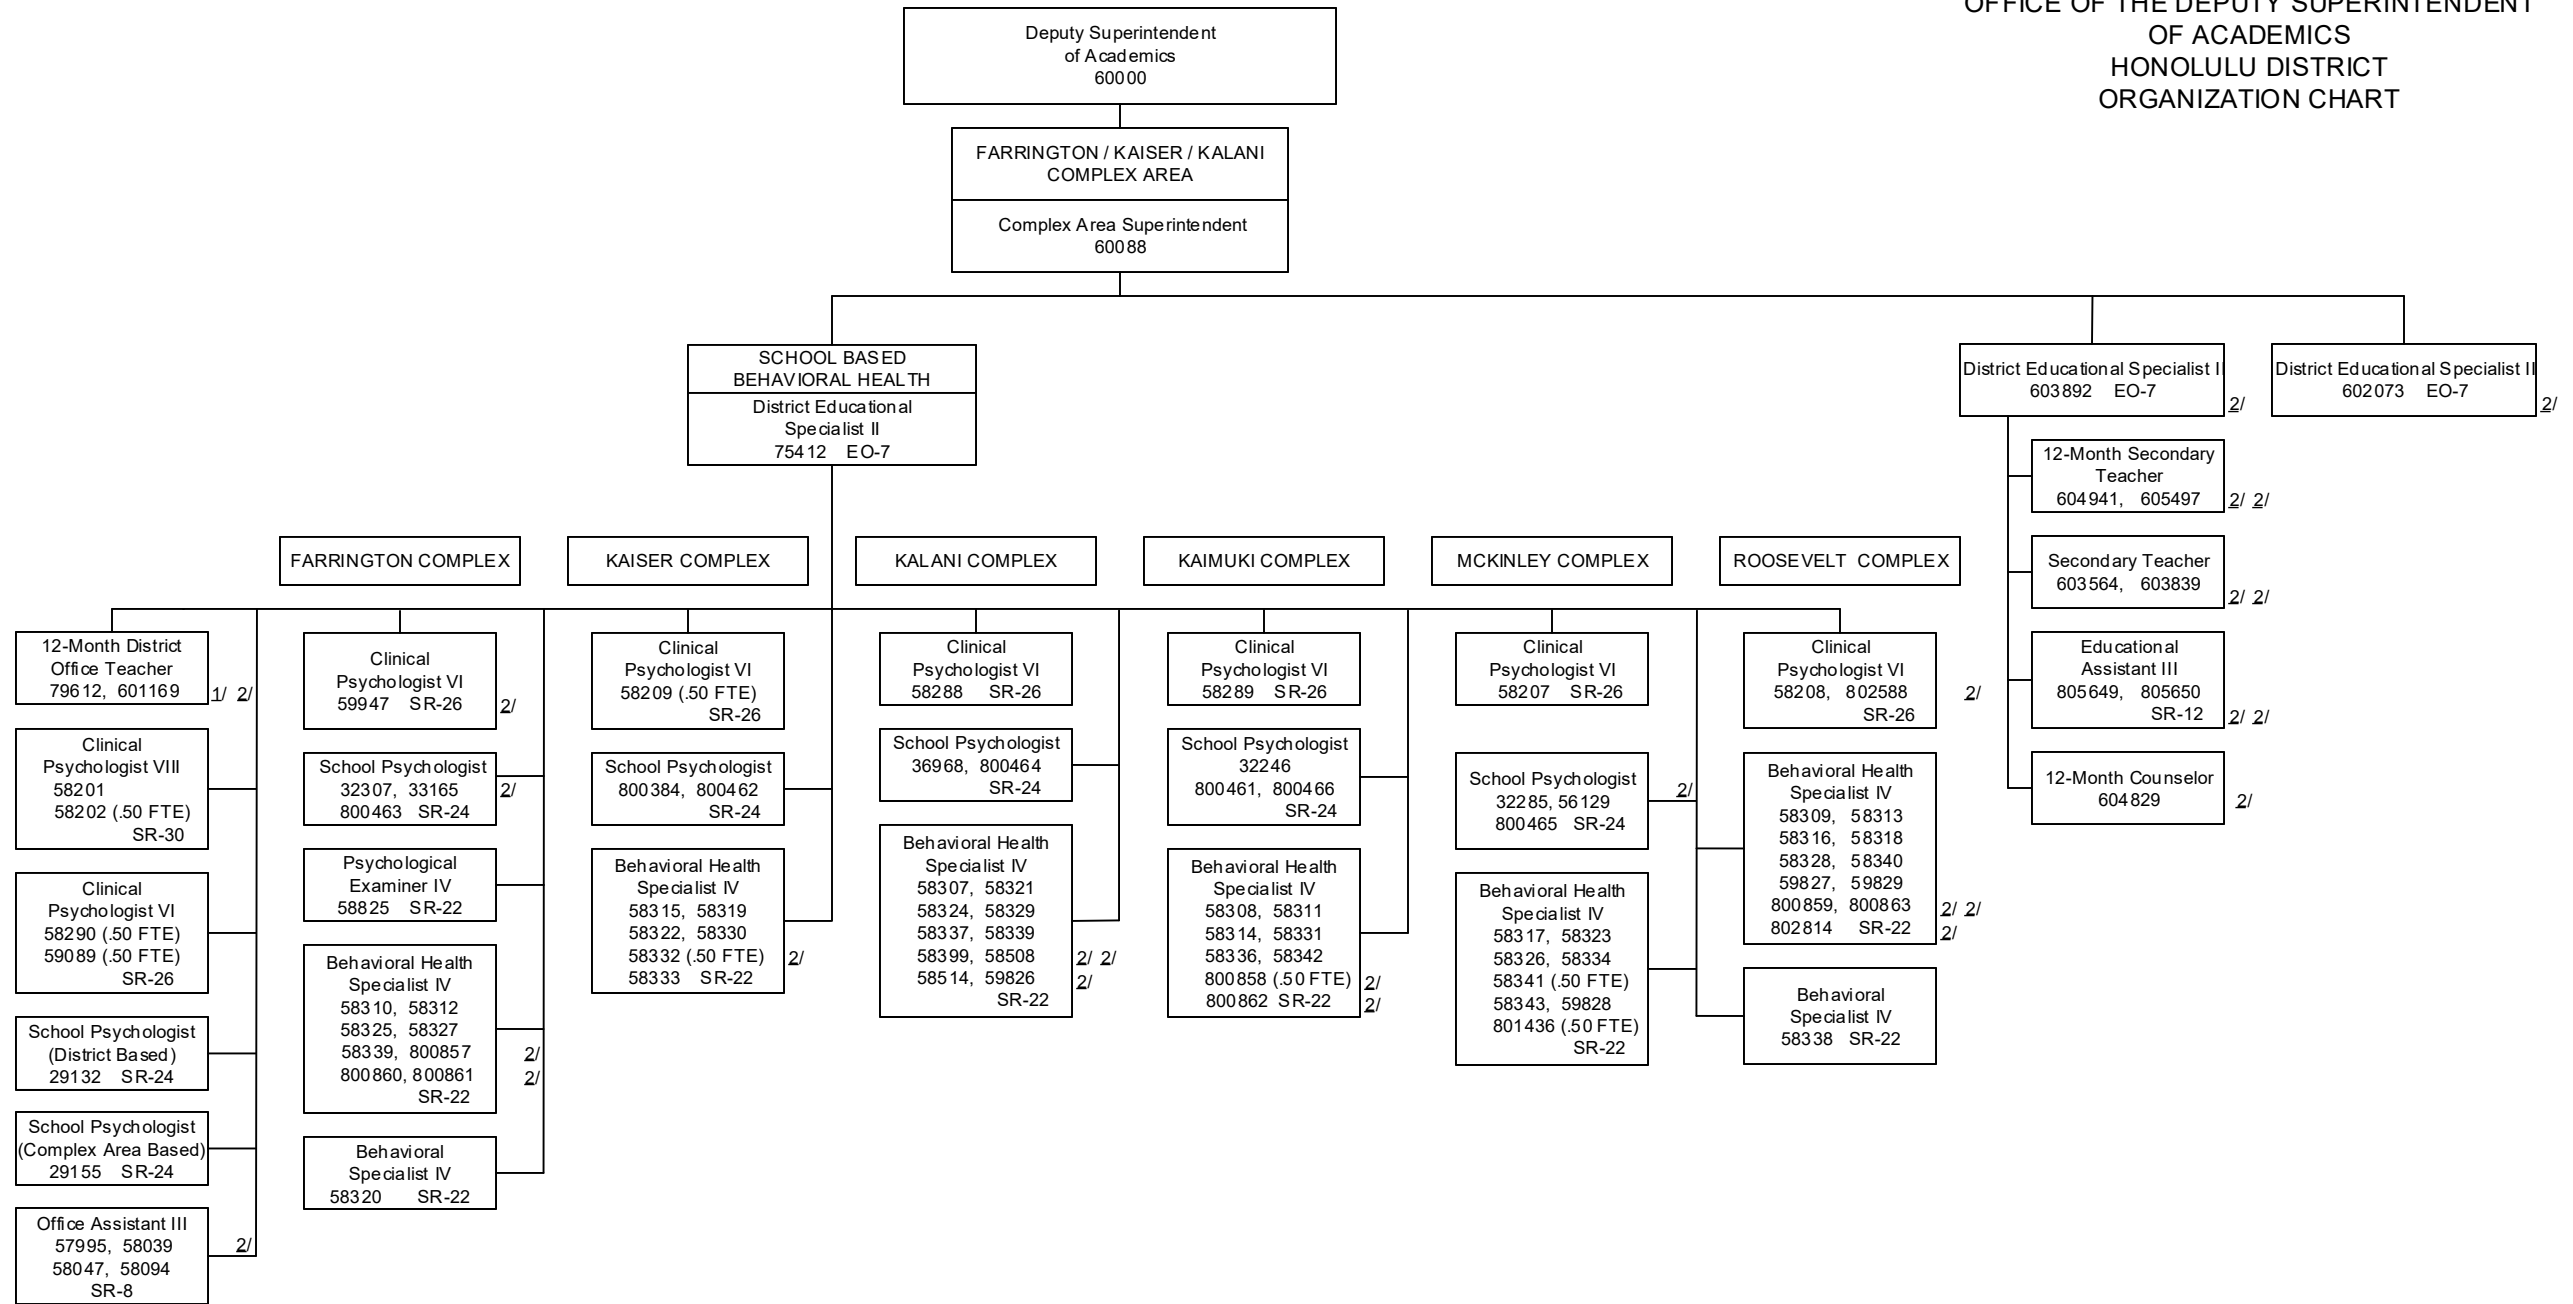 OFFICE OF THE DEPUTY SUPERINTENDENT
OF ACADEMICS
HONOLULU DISTRICT
ORGANIZATION CHART
Deputy Superintendent
of Academics
60000
FARRINGTON / KAISER / KALANI
COMPLEX AREA
Complex Area Superintendent
60088
SCHOOL BASED
BEHAVIORAL HEALTH
District Educational
Specialist II
75412 EO-7
District Educational Specialist II
603892 EO-7
2/
District Educational Specialist II
602073 EO-7
2/
12-Month Secondary
Teacher
604941, 605497
2/ 2/
Secondary Teacher
603564, 603839
2/ 2/
Educational
Assistant III
805649, 805650
SR-12
2/ 2/
12-Month Counselor
604829
2/
FARRINGTON COMPLEX
KAISER COMPLEX
KALANI COMPLEX
KAIMUKI COMPLEX
MCKINLEY COMPLEX
ROOSEVELT COMPLEX
12-Month District
Office Teacher
79612, 601169
1/ 2/
Clinical
Psychologist VIII
58201
58202 (.50 FTE)
SR-30
Clinical
Psychologist VI
58290 (.50 FTE)
59089 (.50 FTE)
SR-26
School Psychologist
(District Based)
29132 SR-24
School Psychologist
(Complex Area Based)
29155 SR-24
Office Assistant III
57995, 58039
58047, 58094
SR-8
2/
Clinical
Psychologist VI
59947 SR-26
2/
School Psychologist
32307, 33165
800463 SR-24
2/
Psychological
Examiner IV
58825 SR-22
Behavioral Health
Specialist IV
58310, 58312
58325, 58327
58339, 800857
800860, 800861
SR-22
2/
2/
Behavioral
Specialist IV
58320 SR-22
Clinical
Psychologist VI
58209 (.50 FTE)
SR-26
School Psychologist
800384, 800462
SR-24
Behavioral Health
Specialist IV
58315, 58319
58322, 58330
58332 (.50 FTE)
58333 SR-22
2/
Clinical
Psychologist VI
58288 SR-26
School Psychologist
36968, 800464
SR-24
Behavioral Health
Specialist IV
58307, 58321
58324, 58329
58337, 58339
58399, 58508
58514, 59826
SR-22
2/ 2/
2/
Clinical
Psychologist VI
58289 SR-26
School Psychologist
32246
800461, 800466
SR-24
Behavioral Health
Specialist IV
58308, 58311
58314, 58331
58336, 58342
800858 (.50 FTE)
800862 SR-22
2/
2/
Clinical
Psychologist VI
58207 SR-26
School Psychologist
32285, 56129
800465 SR-24
2/
Behavioral Health
Specialist IV
58317, 58323
58326, 58334
58341 (.50 FTE)
58343, 59828
801436 (.50 FTE)
SR-22
Clinical
Psychologist VI
58208, 802588
SR-26
2/
Behavioral Health
Specialist IV
58309, 58313
58316, 58318
58328, 58340
59827, 59829
800859, 800863
802814 SR-22
2/ 2/
2/
Behavioral
Specialist IV
58338 SR-22